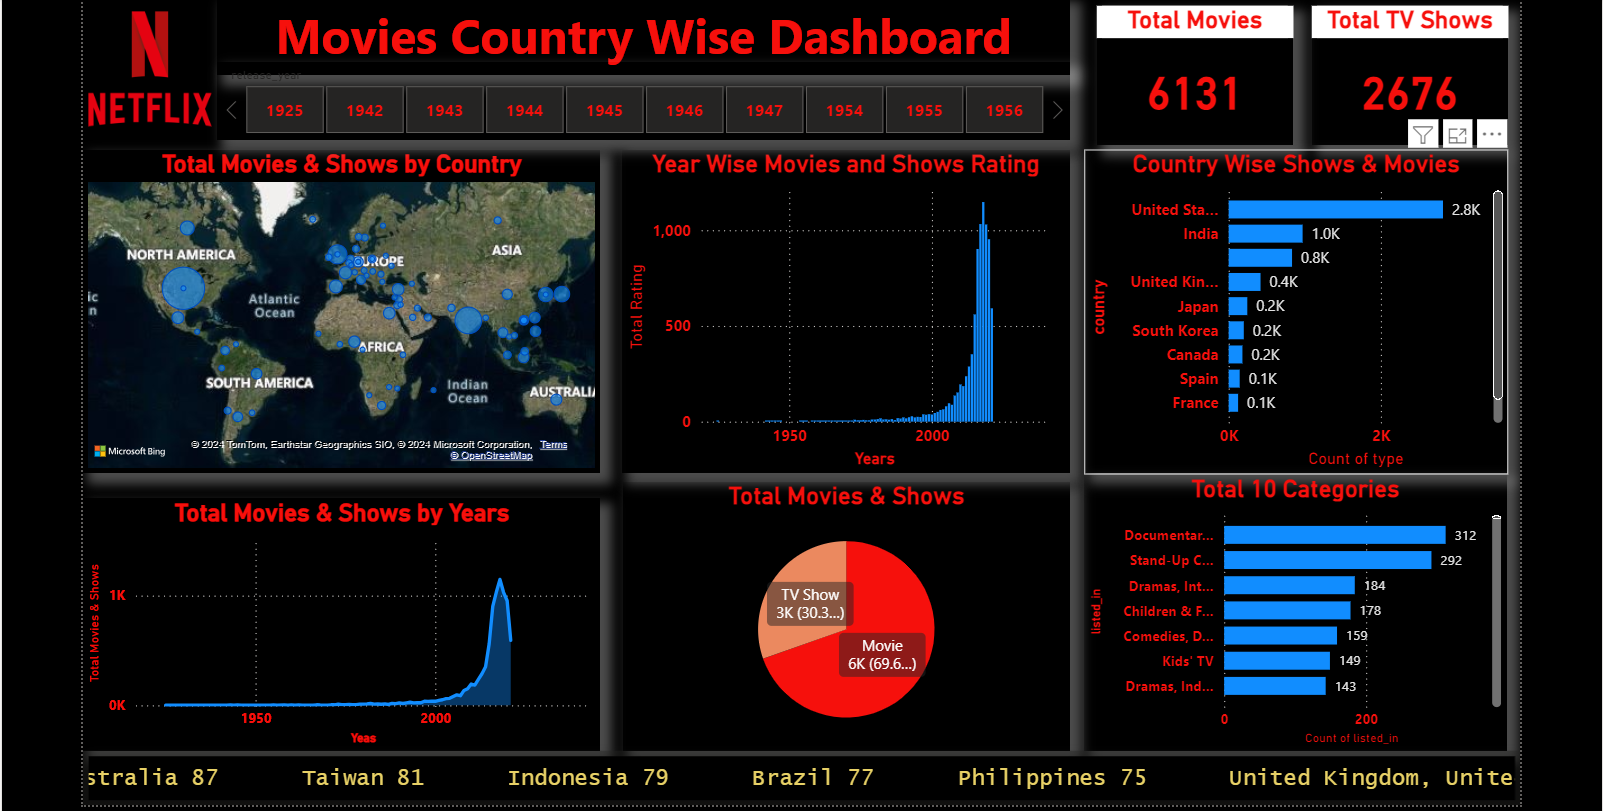 NETFLIX
Movies Country Wise Dashboard
release_year
1925 1942 1943 1944 1945 1946 1947 1954 1955 1956
Total Movies
6131
Total TV Shows
2676
Total Movies & Shows by Country
NORTH AMERICA
EUROPE
ASIA
Atlantic
Ocean
AFRICA
SOUTH AMERICA
Indian
Ocean
AUSTRALIA
ic
n
Microsoft Bing
© 2024 TomTom, Earthstar Geographics SIO, © 2024 Microsoft Corporation, Terms
© OpenStreetMap
Year Wise Movies and Shows Rating
Total Rating
1,000
500
0
1950 2000
Years
Country Wise Shows & Movies
country
United Sta... 2.8K
India 1.0K
0.8K
United Kin... 0.4K
Japan 0.2K
South Korea 0.2K
Canada 0.2K
Spain 0.1K
France 0.1K
0K 2K
Count of type
Total Movies & Shows by Years
Total Movies & Shows
1K
0K
1950 2000
Yeas
Total Movies & Shows
TV Show
3K (30.3...)
Movie
6K (69.6...)
Total 10 Categories
listed_in
Documentar... 312
Stand-Up C... 292
Dramas, Int... 184
Children & F... 178
Comedies, D... 159
Kids' TV 149
Dramas, Ind... 143
0 200
Count of listed_in
stralia 87 Taiwan 81 Indonesia 79 Brazil 77 Philippines 75 United Kingdom, Unite